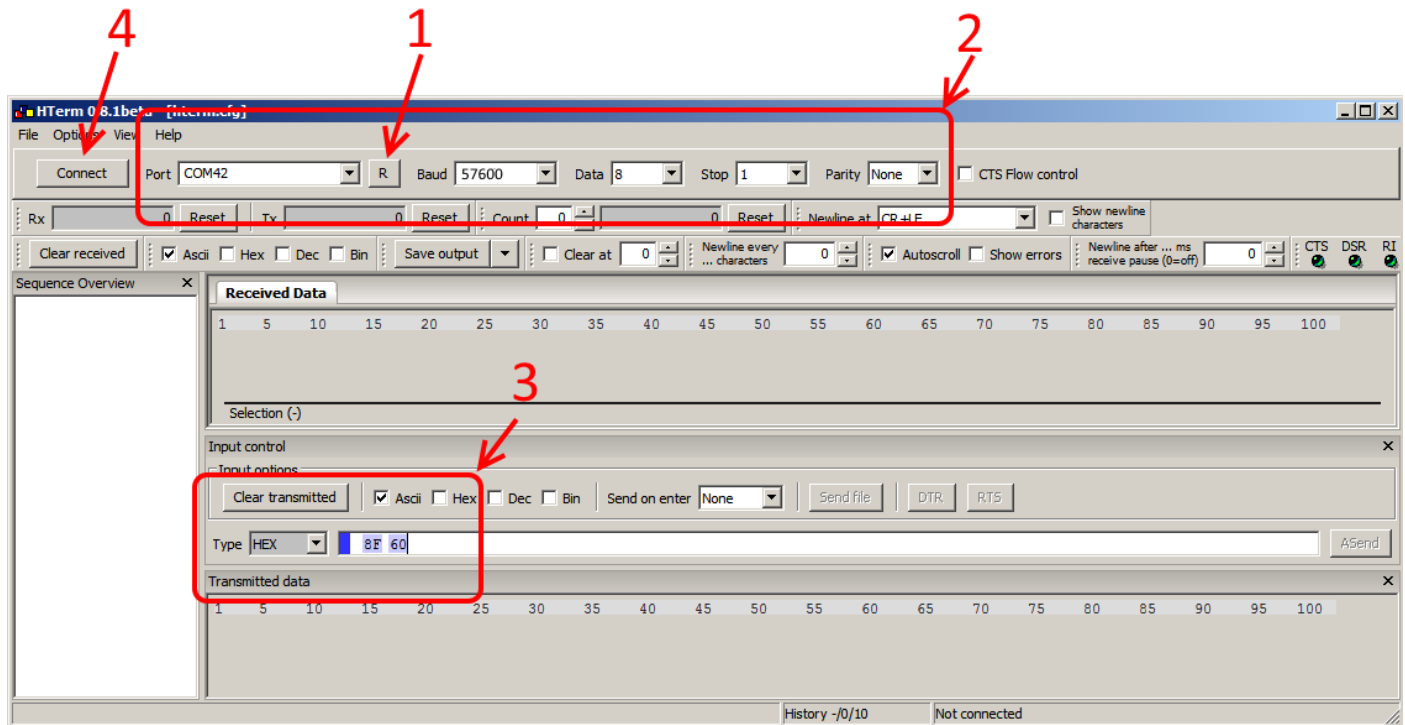 4 1 2
HTerm 0.8.1beta - [hterm.cfg]
File Options View Help
Connect Port COM42 R Baud 57600 Data 8 Stop 1 Parity None CTS Flow control
Rx 0 Reset Tx 0 Reset Count 0 0 Reset Newline at CR+LF Show newline characters
Clear received Ascii Hex Dec Bin Save output Clear at 0 Newline every ... characters 0 Autoscroll Show errors Newline after ... ms receive pause (0=off) 0 CTS DSR RI
Sequence Overview X Received Data
1 5 10 15 20 25 30 35 40 45 50 55 60 65 70 75 80 85 90 95 100
3
Selection (-)
Input control
Input options
Clear transmitted Ascii Hex Dec Bin Send on enter None Send file DTR RTS
Type HEX 8F 60 ASend
Transmitted data
1 5 10 15 20 25 30 35 40 45 50 55 60 65 70 75 80 85 90 95 100
History -/0/10 Not connected